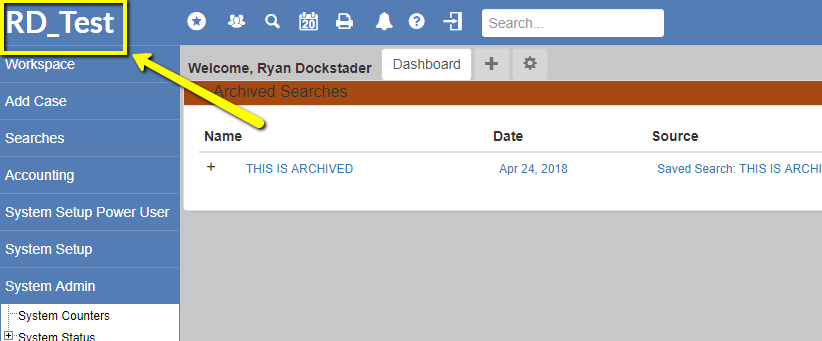 RD_Test
20
Search...
Workspace
Welcome, Ryan Dockstader Dashboard
Archived Searches
Add Case
Searches
Name Date Source
+ THIS IS ARCHIVED Apr 24, 2018 Saved Search: THIS IS ARCHI
Accounting
System Setup Power User
System Setup
System Admin
System Counters
System Status